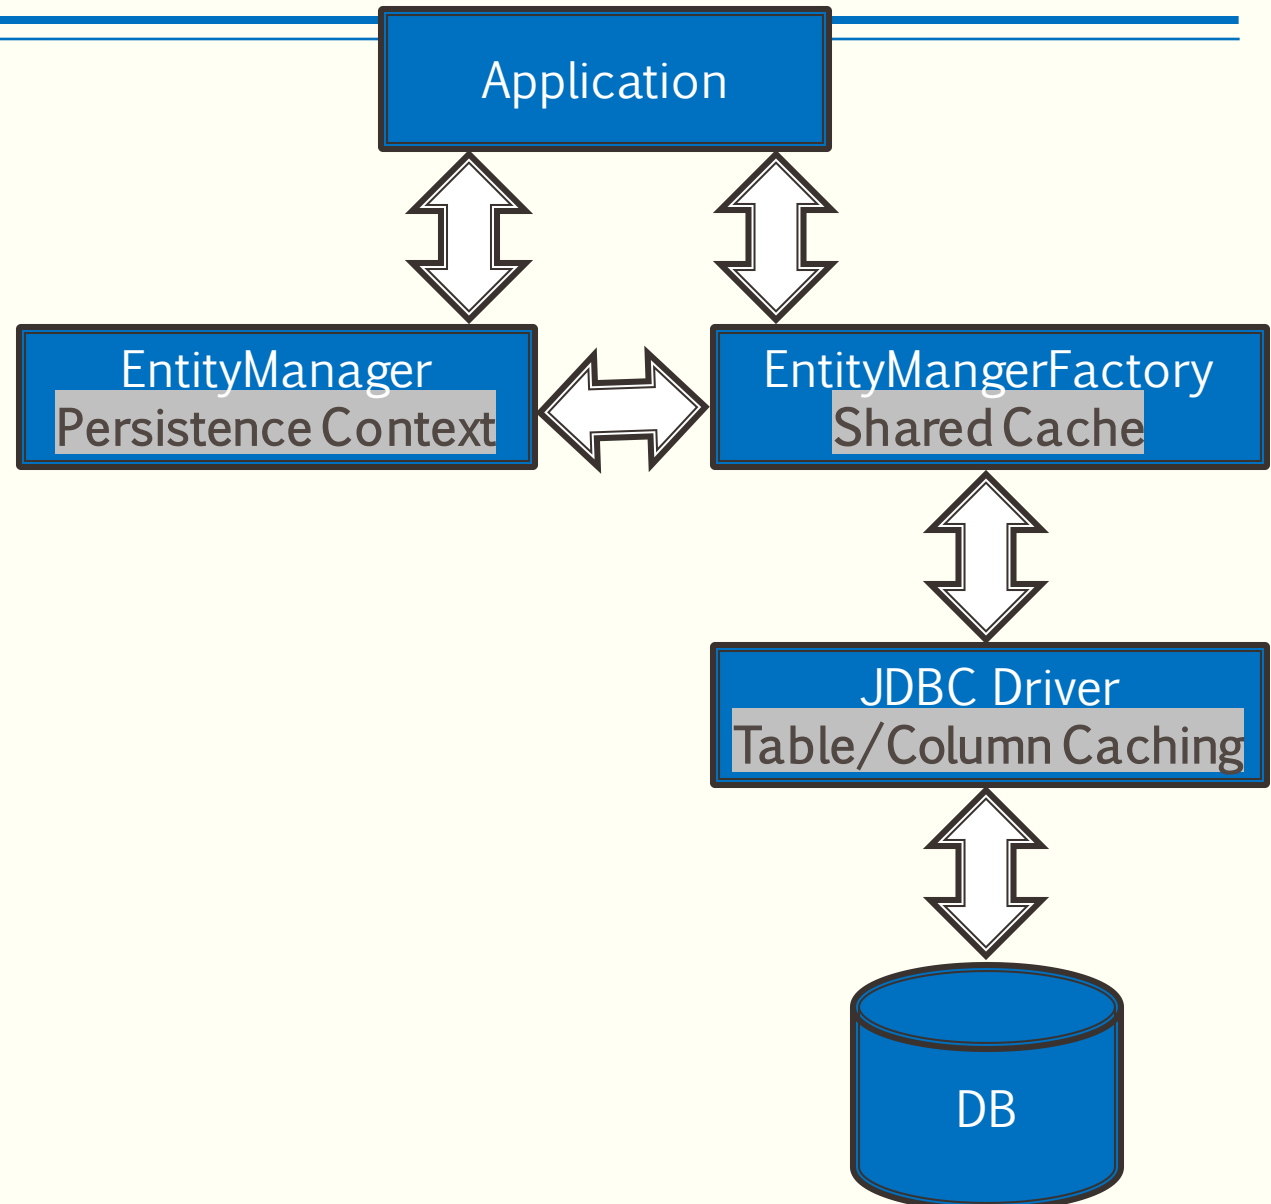 Application
EntityManager
Persistence Context
EntityMangerFactory
Shared Cache
JDBC Driver
Table/Column Caching
DB